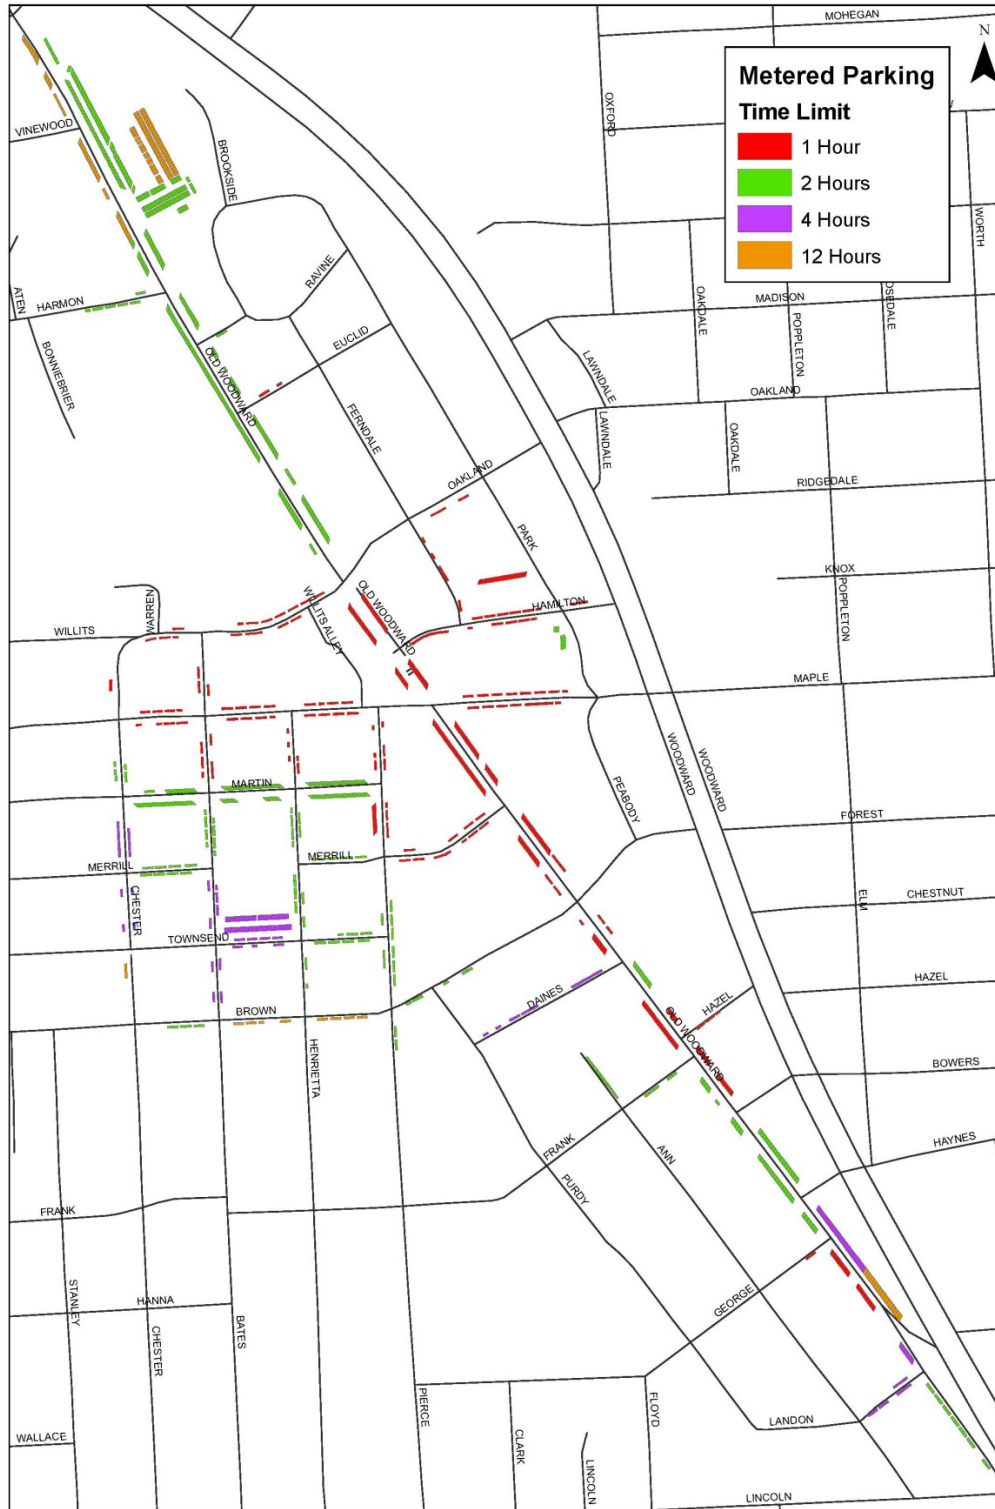 MOHEGAN
N
Metered Parking
Time Limit
1 Hour
2 Hours
4 Hours
12 Hours
OXFORD
VINEWOOD
BROOKSIDE
WORTH
RAVINE
ATEN
HARMON
MADISON
OAKDALE
POPPLETON
OSEDALE
EUCLID
BONNIEBRIER
OLD WOODWARD
LAWNDALE
OAKLAND
FERNDALE
LAWNDALE
OAKDALE
OAKLAND
RIDGEDALE
PARK
KNOX
POPPLETON
WARREN
WILLITS
WILLITS ALLEY
OLD WOODWARD
HAMILTON
MAPLE
WOODWARD
WOODWARD
MARTIN
PEABODY
FOREST
MERRILL
MERRILL
CHESTER
ELM
CHESTNUT
TOWNSEND
HAZEL
DAINES
HAZEL
BROWN
OLD WOODWARD
HENRIETTA
BOWERS
FRANK
ANN
HAYNES
PURDY
FRANK
STANLEY
HANNA
GEORGE
CHESTER
BATES
PIERCE
FLOYD
LANDON
WALLACE
CLARK
LINCOLN
LINCOLN